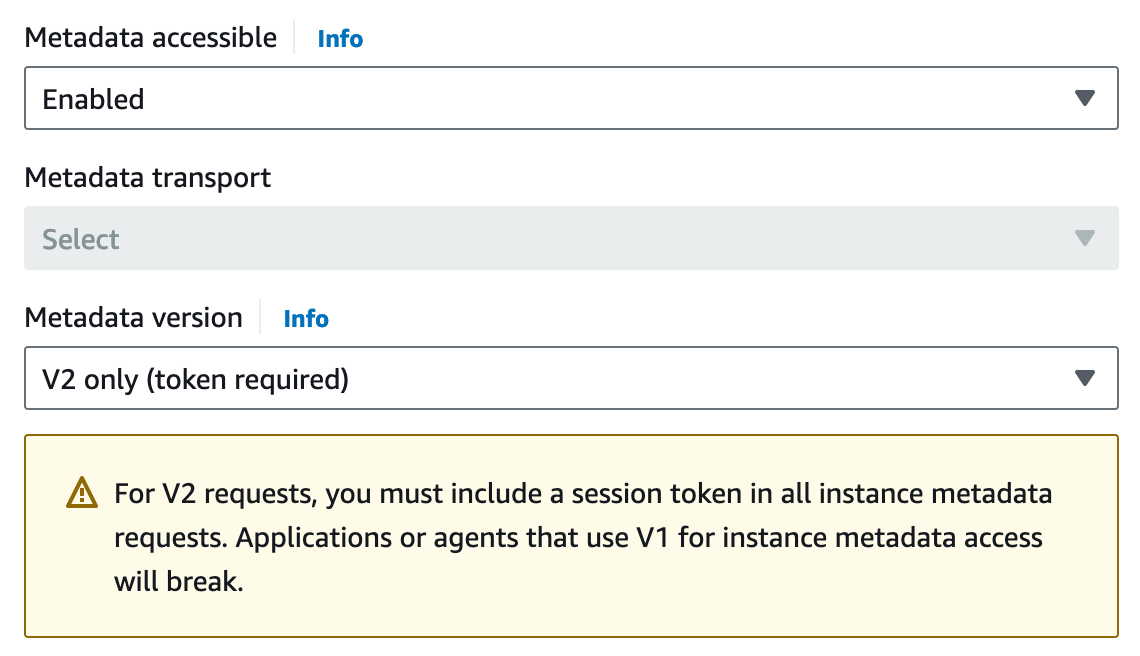 Metadata accessible Info
Enabled
Metadata transport
Select
Metadata version Info
V2 only (token required)
For V2 requests, you must include a session token in all instance metadata
requests. Applications or agents that use V1 for instance metadata access
will break.